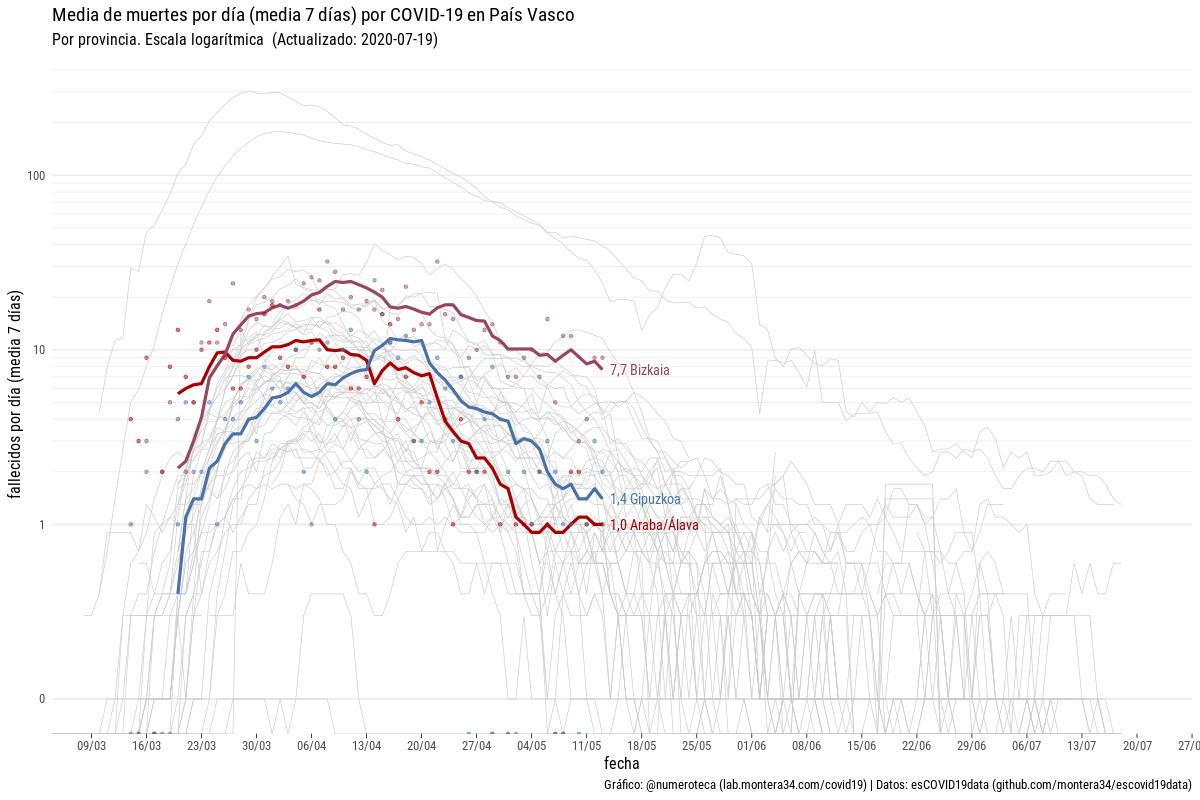 Media de muertes por día (media 7 días) por COVID-19 en País Vasco
Por provincia. Escala logarítmica  (Actualizado: 2020-07-19)
fallecidos por día (media 7 días)
100
10
1
0
7,7 Bizkaia
1,4 Gipuzkoa
1,0 Araba/Álava
09/03 16/03 23/03 30/03 06/04 13/04 20/04 27/04 04/05 11/05 18/05 25/05 01/06 08/06 15/06 22/06 29/06 06/07 13/07 20/07 27/0
fecha
Gráfico: @numeroteca (lab.montera34.com/covid19) | Datos: esCOVID19data (github.com/montera34/escovid19data)